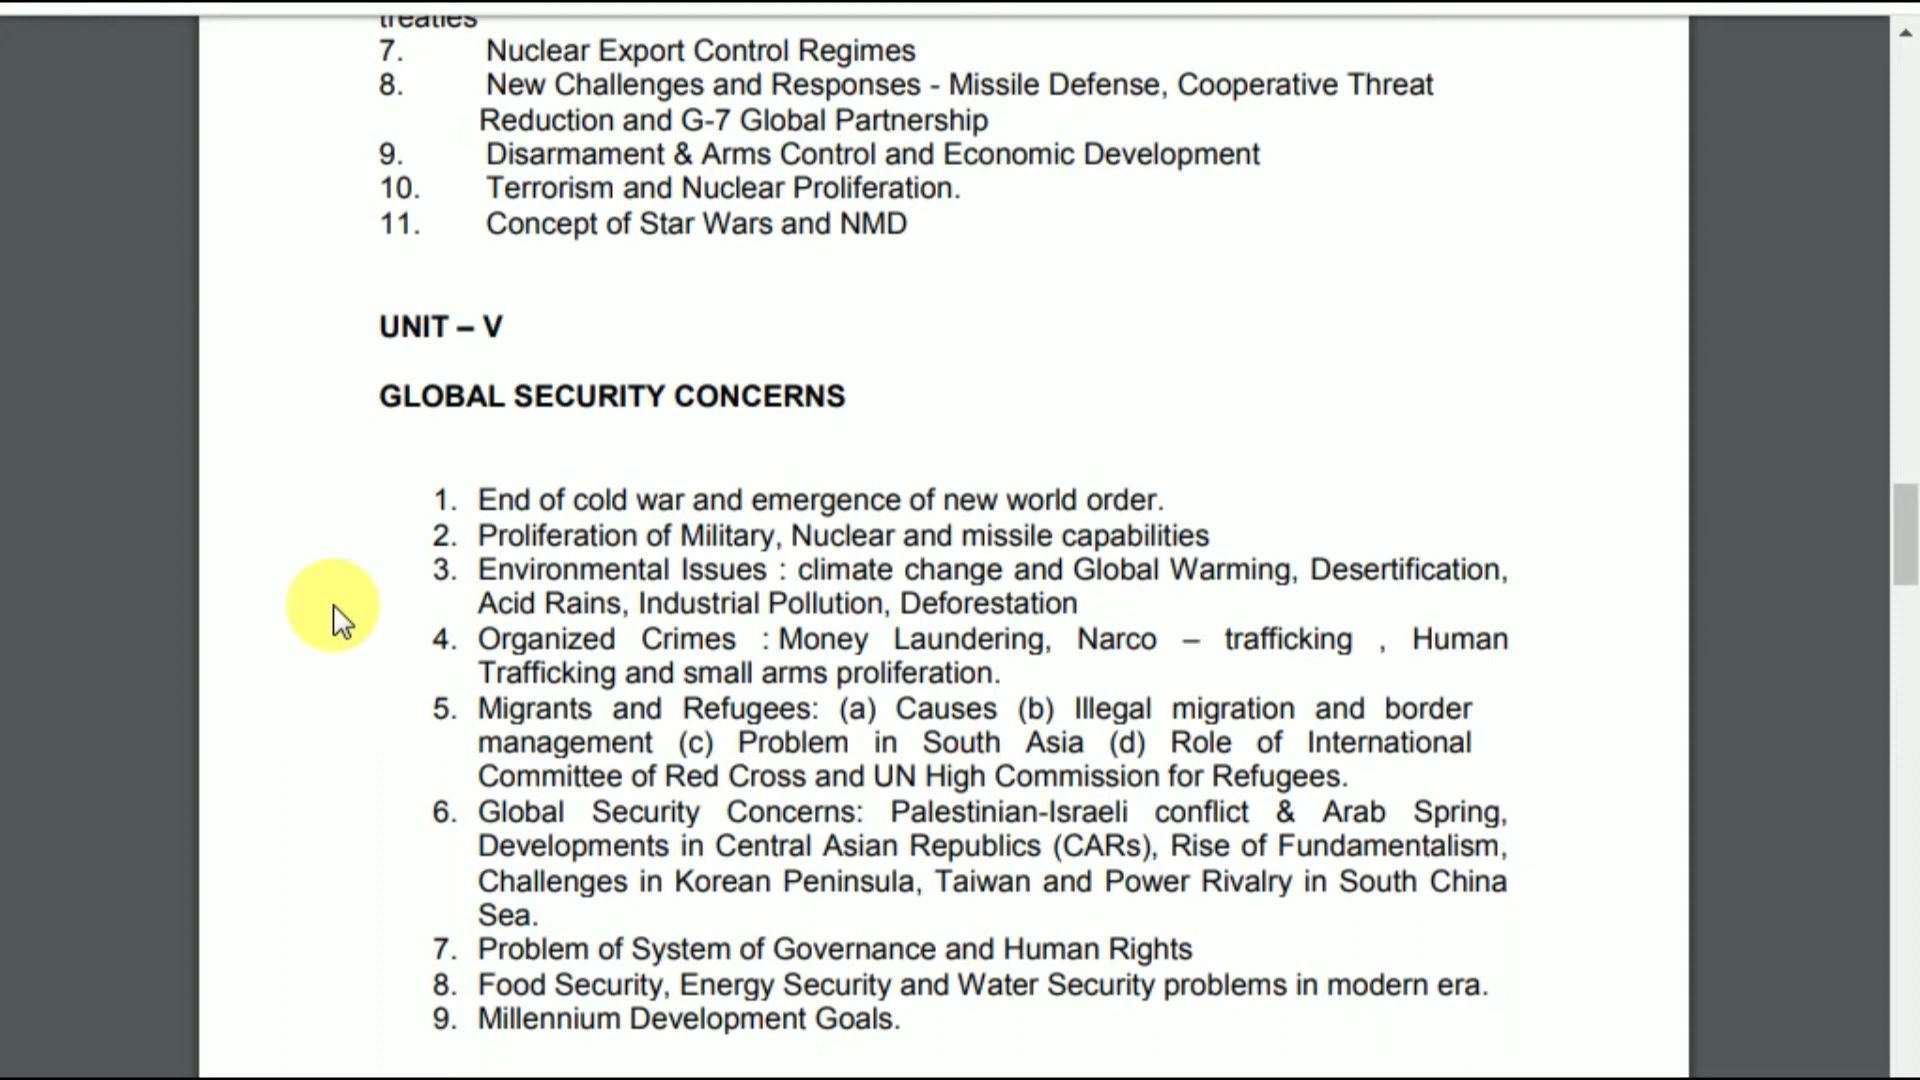 treaties
7. Nuclear Export Control Regimes
8. New Challenges and Responses - Missile Defense, Cooperative Threat
Reduction and G-7 Global Partnership
9. Disarmament & Arms Control and Economic Development
10. Terrorism and Nuclear Proliferation.
11. Concept of Star Wars and NMD
UNIT – V
GLOBAL SECURITY CONCERNS
1. End of cold war and emergence of new world order.
2. Proliferation of Military, Nuclear and missile capabilities
3. Environmental Issues : climate change and Global Warming, Desertification,
Acid Rains, Industrial Pollution, Deforestation
4. Organized Crimes : Money Laundering, Narco – trafficking , Human
Trafficking and small arms proliferation.
5. Migrants and Refugees: (a) Causes (b) Illegal migration and border
management (c) Problem in South Asia (d) Role of International
Committee of Red Cross and UN High Commission for Refugees.
6. Global Security Concerns: Palestinian-Israeli conflict & Arab Spring,
Developments in Central Asian Republics (CARs), Rise of Fundamentalism,
Challenges in Korean Peninsula, Taiwan and Power Rivalry in South China
Sea.
7. Problem of System of Governance and Human Rights
8. Food Security, Energy Security and Water Security problems in modern era.
9. Millennium Development Goals.